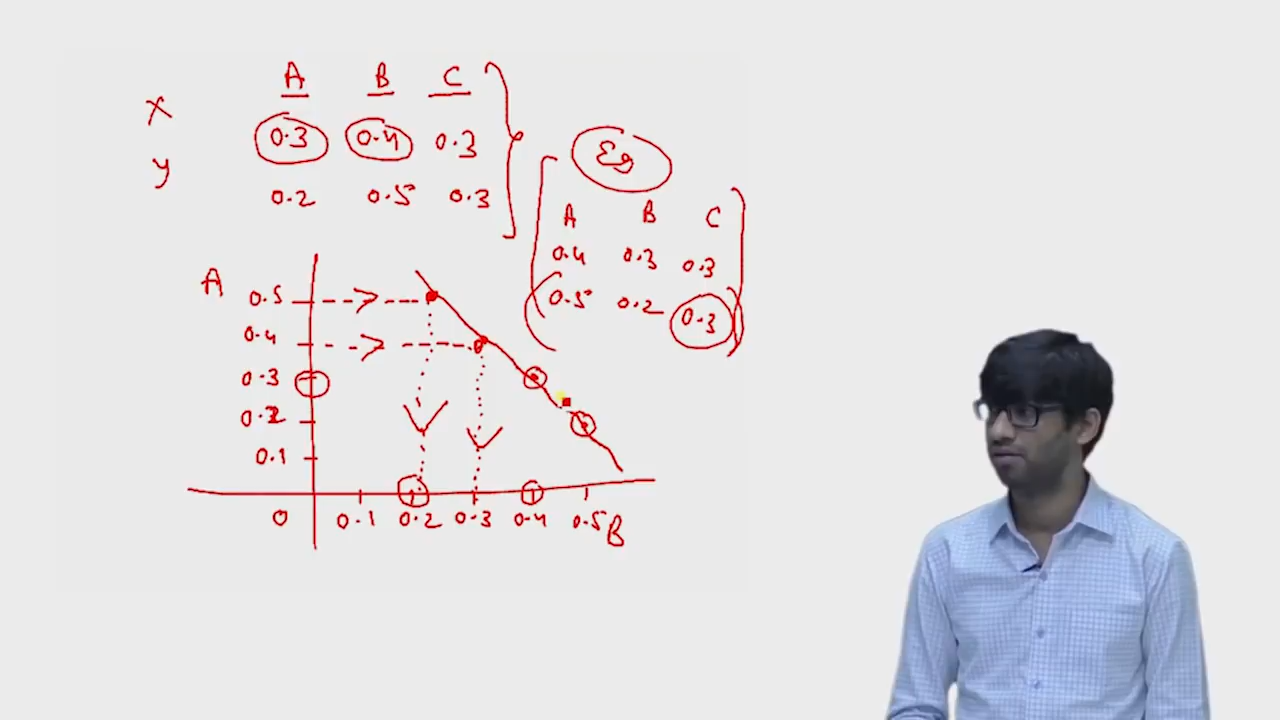 A B C
X 0.3 0.4 0.3
y 0.2 0.5 0.3
Eg
A B C
0.4 0.3 0.3
0.5 0.2 0.3
A
0.5
0.4
0.3
0.2
0.1
0 0.1 0.2 0.3 0.4 0.5 B